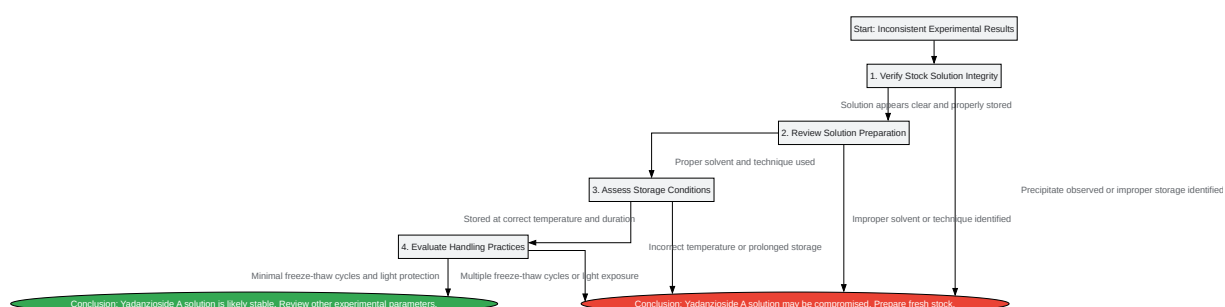 Start: Inconsistent Experimental Results
1. Verify Stock Solution Integrity
Solution appears clear and properly stored
2. Review Solution Preparation
Proper solvent and technique used
Precipitate observed or improper storage identified
3. Assess Storage Conditions
Stored at correct temperature and duration
Improper solvent or technique identified
4. Evaluate Handling Practices
Incorrect temperature or prolonged storage
Minimal freeze-thaw cycles and light protection
Multiple freeze-thaw cycles or light exposure
Conclusion: Yadanzioside A solution is likely stable. Review other experimental parameters.
Conclusion: Yadanzioside A solution may be compromised. Prepare fresh stock.